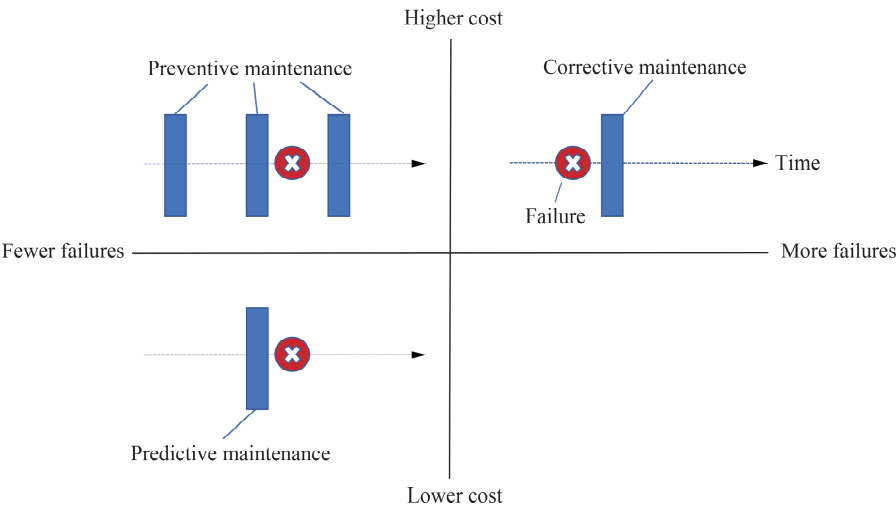 Higher cost
Preventive maintenance
Corrective maintenance
Time
Failure
Fewer failures
More failures
Predictive maintenance
Lower cost